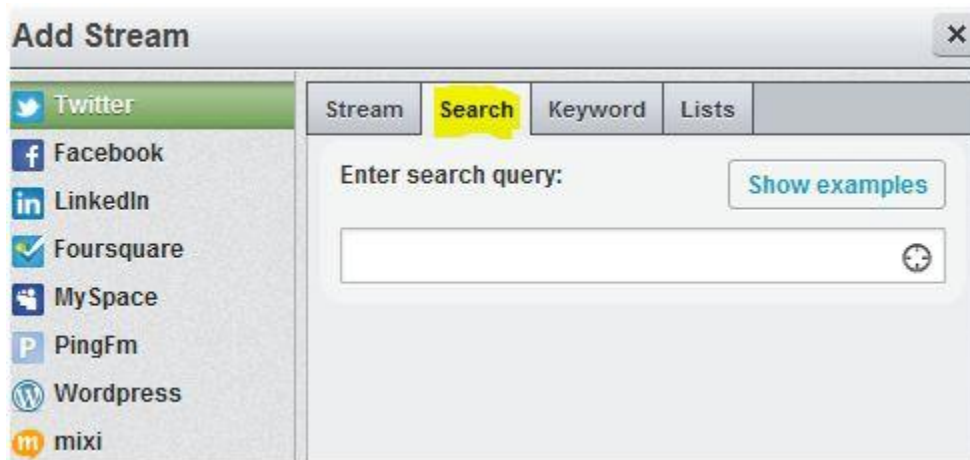 Add Stream
Twitter
Facebook
LinkedIn
Foursquare
MySpace
PingFm
Wordpress
mixi
Stream
Search
Keyword
Lists
Enter search query:
Show examples